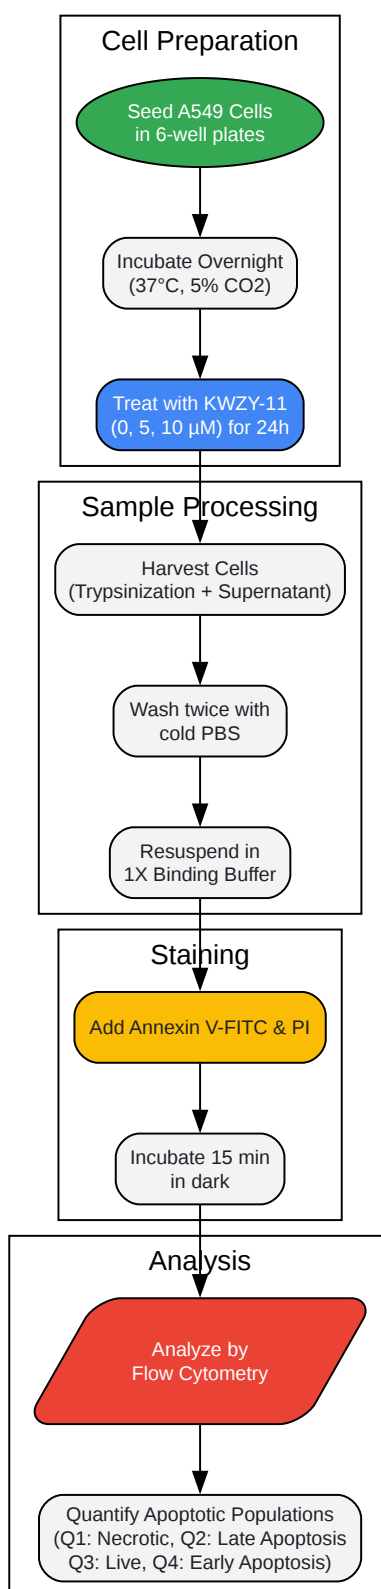 Cell Preparation
Seed A549 Cells
in 6-well plates
Incubate Overnight
(37°C, 5% CO2)
Treat with KWZY-11
(0, 5, 10 µM) for 24h
Sample Processing
Harvest Cells
(Trypsinization + Supernatant)
Wash twice with
cold PBS
Resuspend in
1X Binding Buffer
Staining
Add Annexin V-FITC & PI
Incubate 15 min
in dark
Analysis
Analyze by
Flow Cytometry
Quantify Apoptotic Populations
(Q1: Necrotic, Q2: Late Apoptosis
Q3: Live, Q4: Early Apoptosis)